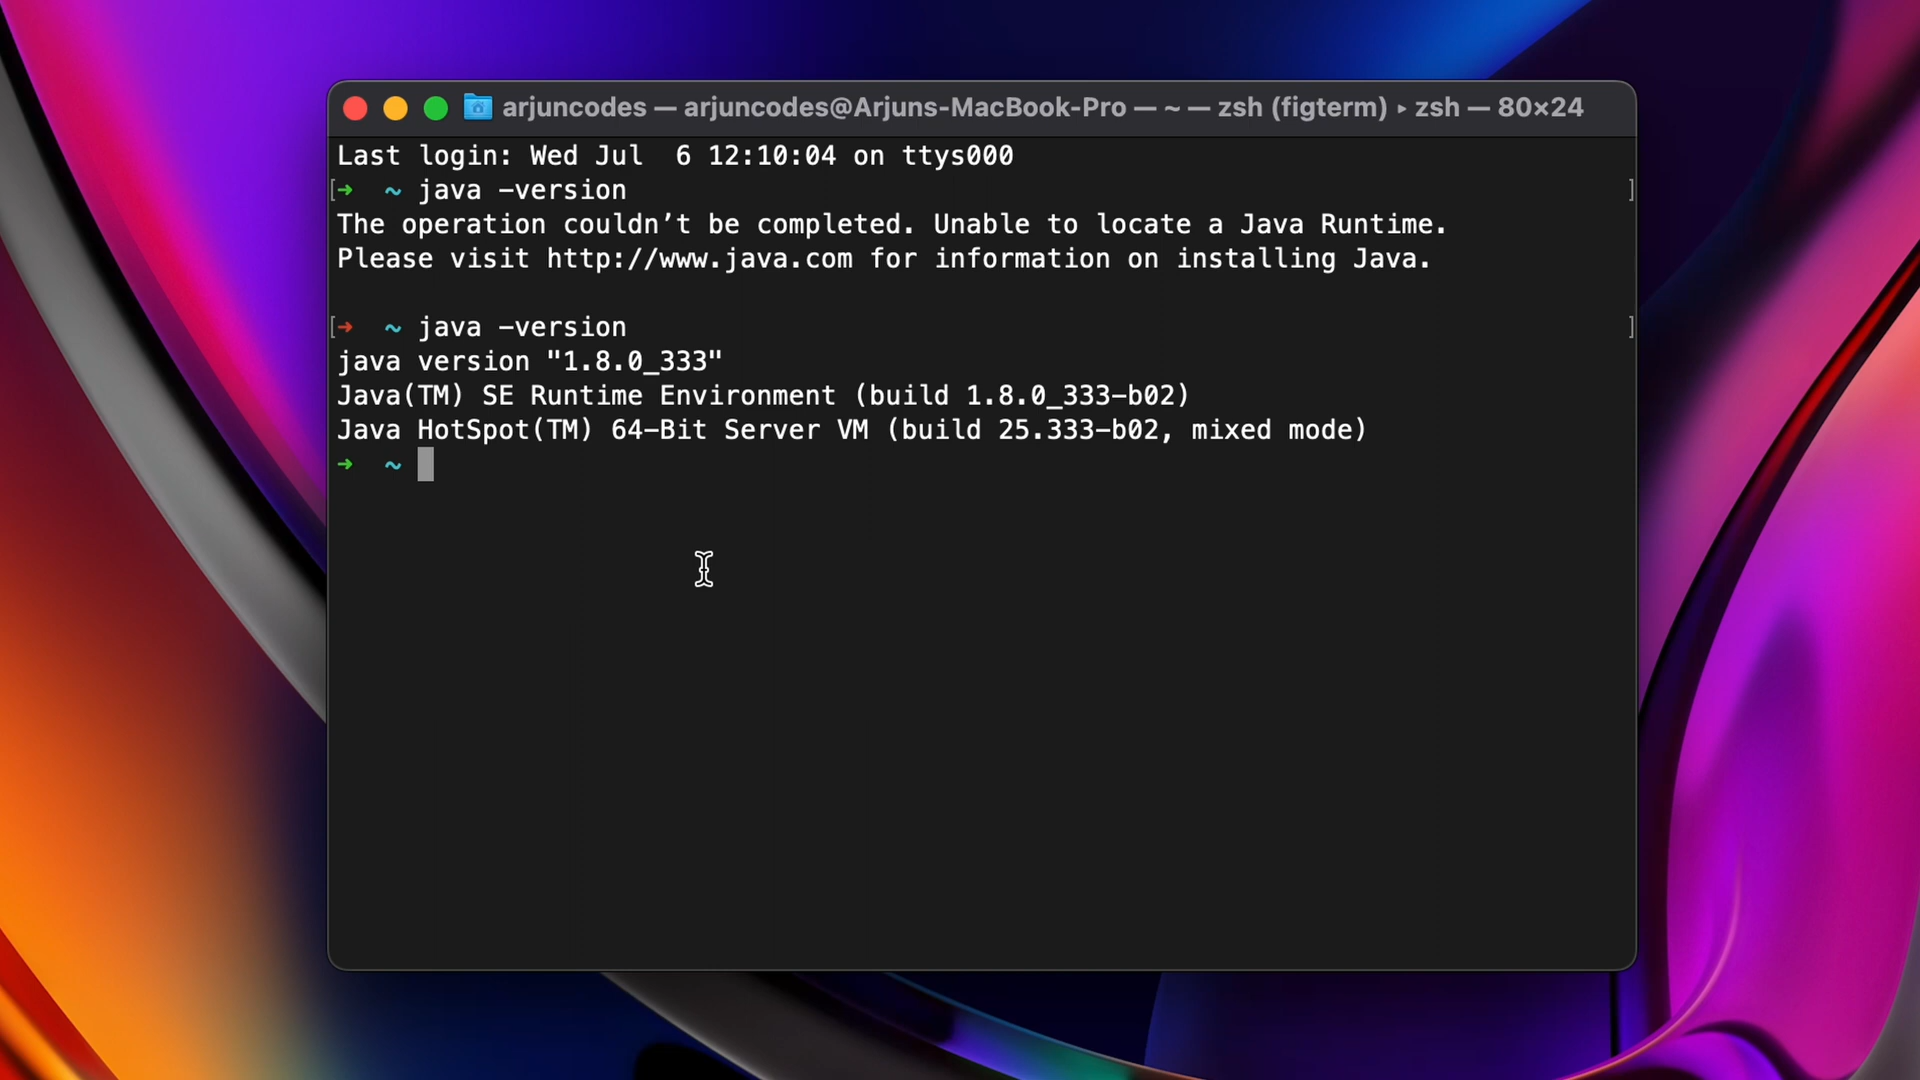 arjuncodes — arjuncodes@Arjuns-MacBook-Pro — ~ — zsh (figterm) ▸ zsh — 80×24
Last login: Wed Jul  6 12:10:04 on ttys000
[➜  ~ java -version ]
The operation couldn’t be completed. Unable to locate a Java Runtime.
Please visit http://www.java.com for information on installing Java.
[➜  ~ java -version ]
java version "1.8.0_333"
Java(TM) SE Runtime Environment (build 1.8.0_333-b02)
Java HotSpot(TM) 64-Bit Server VM (build 25.333-b02, mixed mode)
➜  ~